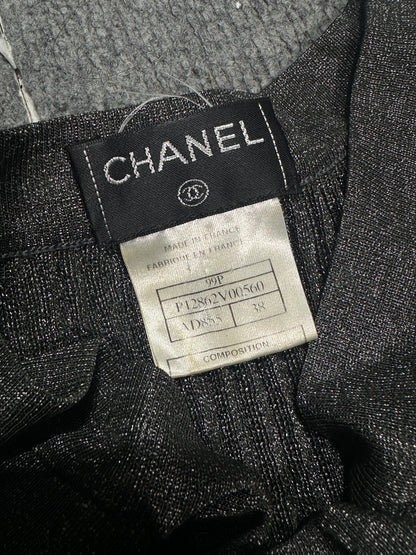 CHANEL
MADE IN FRANCE
FABRIQUE EN FRANCE
99P
P12862V00560
AD855 38
COMPOSITION